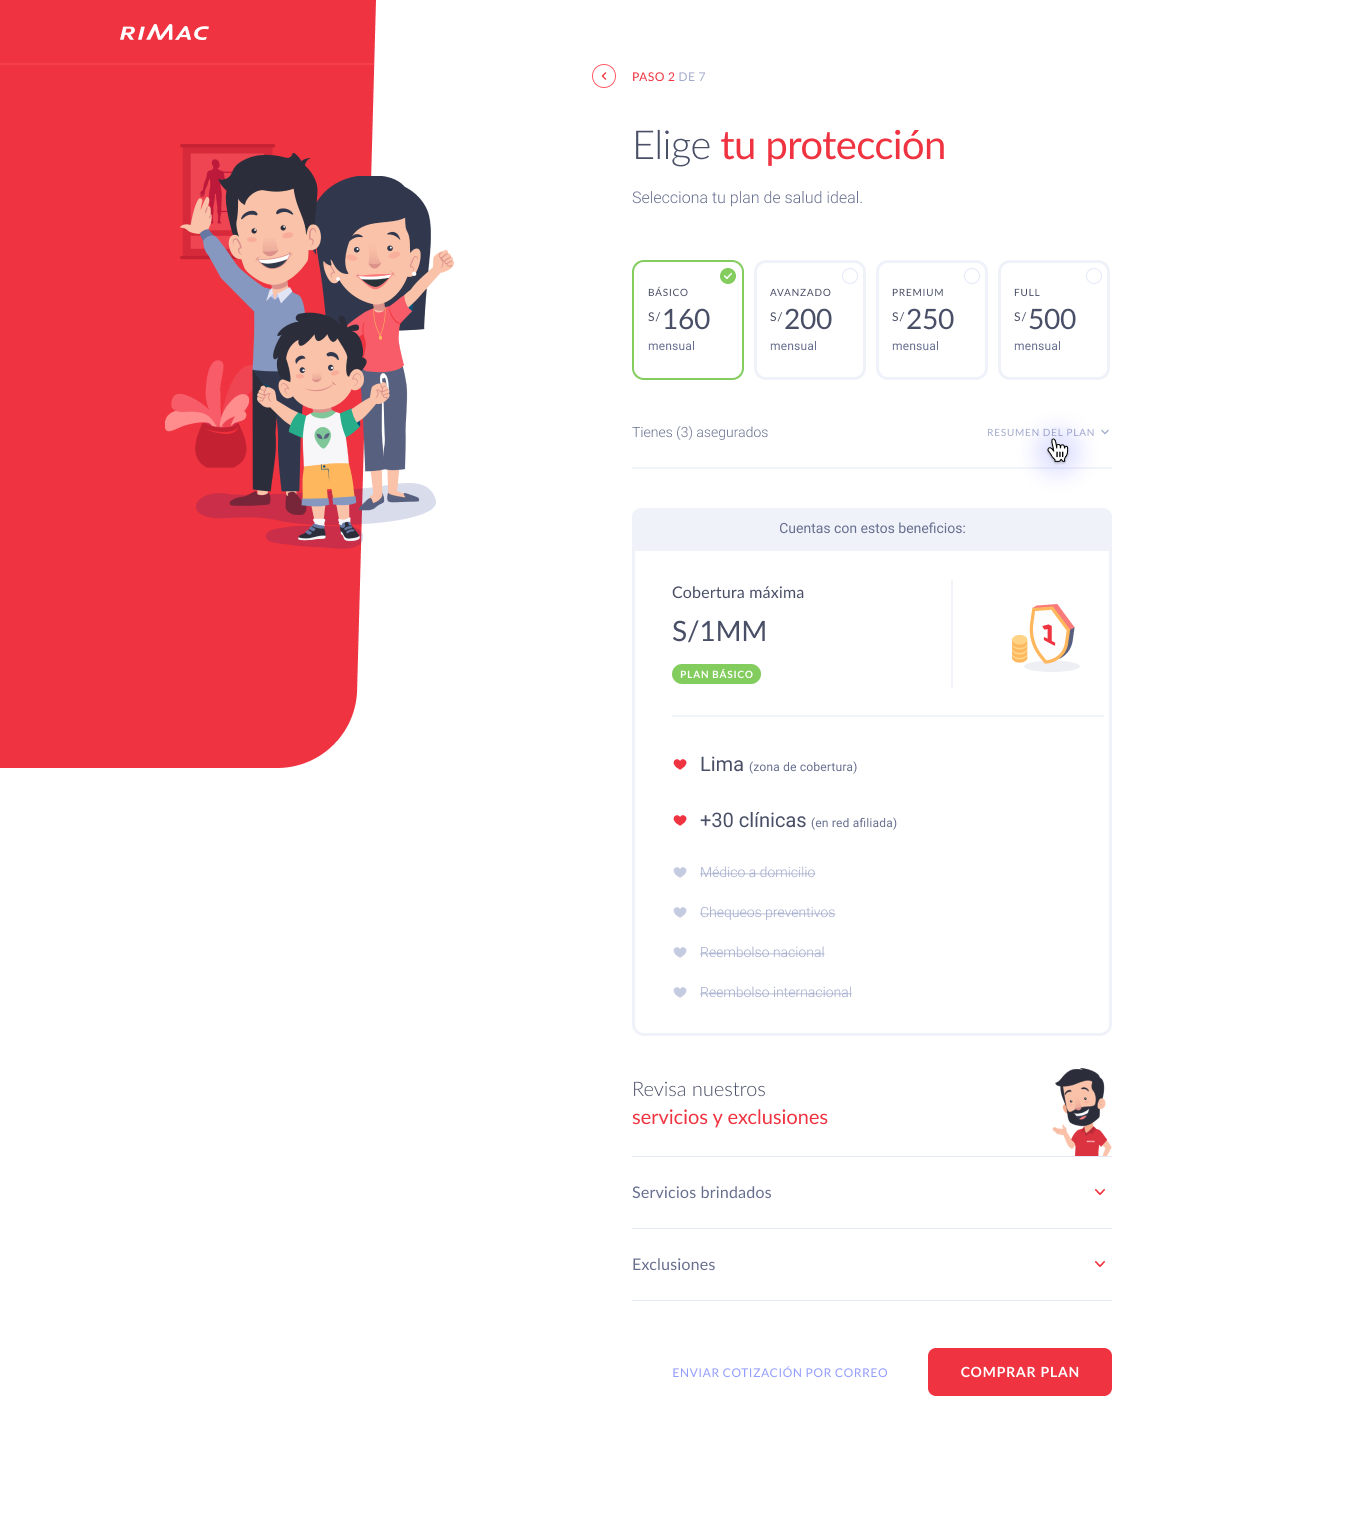 RIMAC
PASO 2 DE 7
Elige tu protección
Selecciona tu plan de salud ideal.
BÁSICO
S/160
mensual
AVANZADO
S/200
mensual
PREMIUM
S/250
mensual
FULL
S/500
mensual
Tienes (3) asegurados
RESUMEN DEL PLAN
Cuentas con estos beneficios:
Cobertura máxima
S/1MM
PLAN BÁSICO
1
Lima (zona de cobertura)
+30 clínicas (en red afiliada)
Médico a domicilio
Chequeos preventivos
Reembolso nacional
Reembolso internacional
Revisa nuestros
servicios y exclusiones
Servicios brindados
Exclusiones
ENVIAR COTIZACIÓN POR CORREO
COMPRAR PLAN